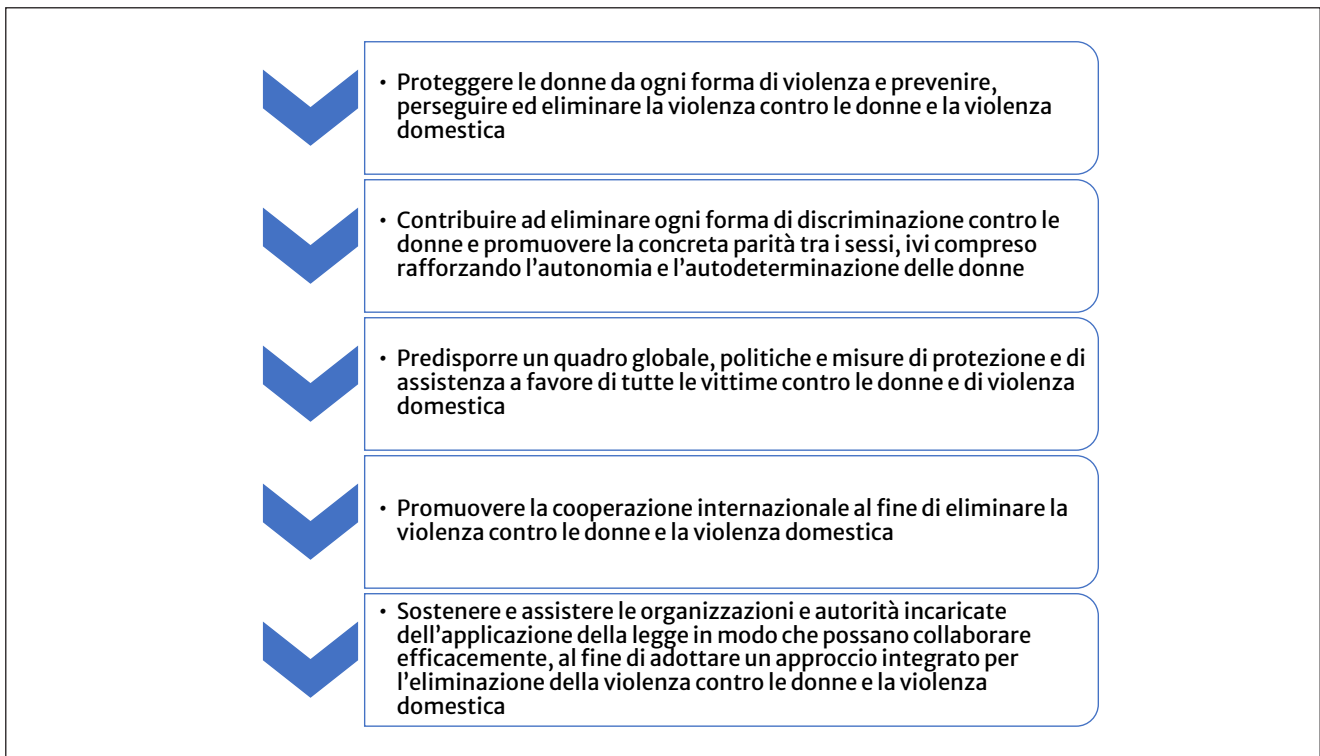 • Proteggere le donne da ogni forma di violenza e prevenire,
perseguire ed eliminare la violenza contro le donne e la violenza
domestica
• Contribuire ad eliminare ogni forma di discriminazione contro le
donne e promuovere la concreta parità tra i sessi, ivi compreso
rafforzando l’autonomia e l’autodeterminazione delle donne
• Predisporre un quadro globale, politiche e misure di protezione e di
assistenza a favore di tutte le vittime contro le donne e di violenza
domestica
• Promuovere la cooperazione internazionale al fine di eliminare la
violenza contro le donne e la violenza domestica
• Sostenere e assistere le organizzazioni e autorità incaricate
dell’applicazione della legge in modo che possano collaborare
efficacemente, al fine di adottare un approccio integrato per
l’eliminazione della violenza contro le donne e la violenza
domestica